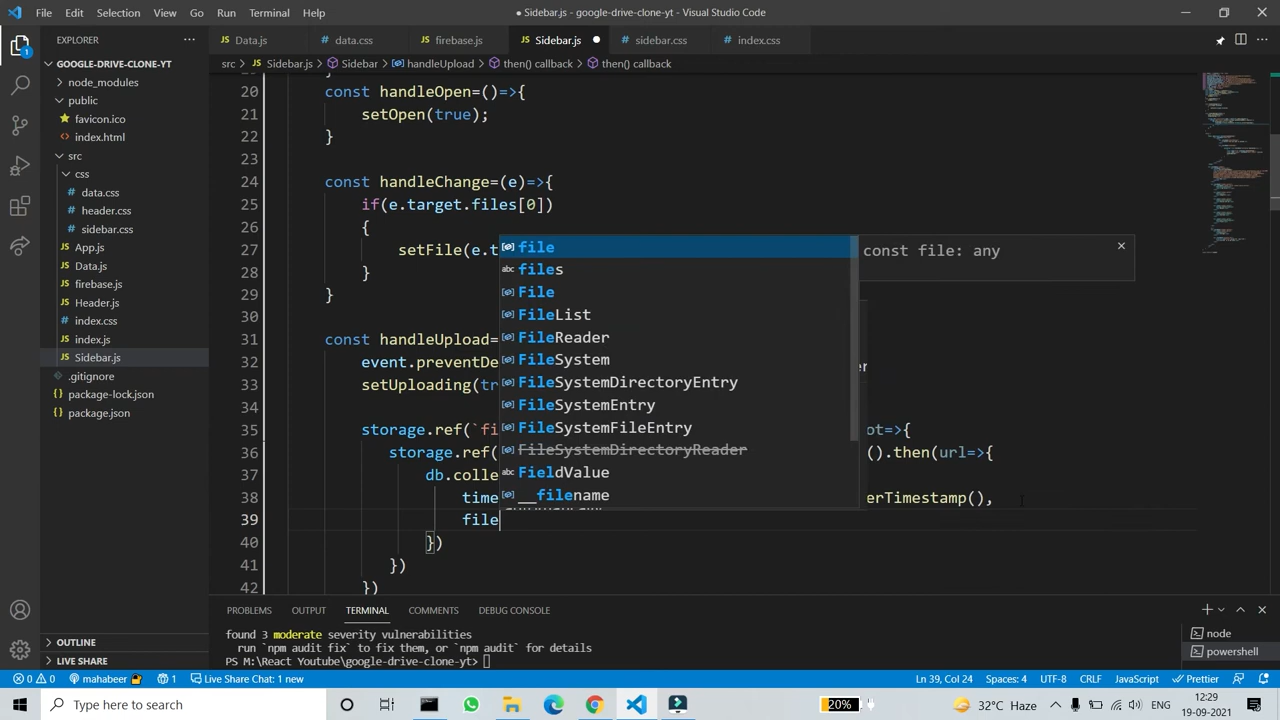 File Edit Selection View Go Run Terminal Help
● Sidebar.js - google-drive-clone-yt - Visual Studio Code
EXPLORER
Data.js data.css firebase.js Sidebar.js sidebar.css index.css
GOOGLE-DRIVE-CLONE-YT
src > Sidebar.js > Sidebar > handleUpload > then() callback > then() callback
node_modules
public
favicon.ico
index.html
src
css
data.css
header.css
sidebar.css
App.js
Data.js
firebase.js
Header.js
index.css
index.js
Sidebar.js
.gitignore
package-lock.json
package.json
OUTLINE
LIVE SHARE
20 const handleOpen=()=>{
21 setOpen(true);
22 }
23
24 const handleChange=(e)=>{
25 if(e.target.files[0])
26 {
27 setFile(e.t
28 }
29 }
30
31 const handleUpload=
32 event.preventDe
33 setUploading(tr
34
35 storage.ref(`fi ot=>{
36 storage.ref( ().then(url=>{
37 db.coll
38 time erTimestamp(),
39 file
40 })
41 })
42 })
file
files
File
FileList
FileReader
FileSystem
FileSystemDirectoryEntry
FileSystemEntry
FileSystemFileEntry
FileSystemDirectoryReader
FieldValue
__filename
const file: any
PROBLEMS OUTPUT TERMINAL COMMENTS DEBUG CONSOLE
found 3 moderate severity vulnerabilities
run `npm audit fix` to fix them, or `npm audit` for details
PS M:\React Youtube\google-drive-clone-yt>
node
powershell
0 0 mahabeer 1 Live Share Chat: 1 new Ln 39, Col 24 Spaces: 4 UTF-8 CRLF JavaScript Prettier
Type here to search
20%
32°C Haze
ENG
12:29
19-09-2021